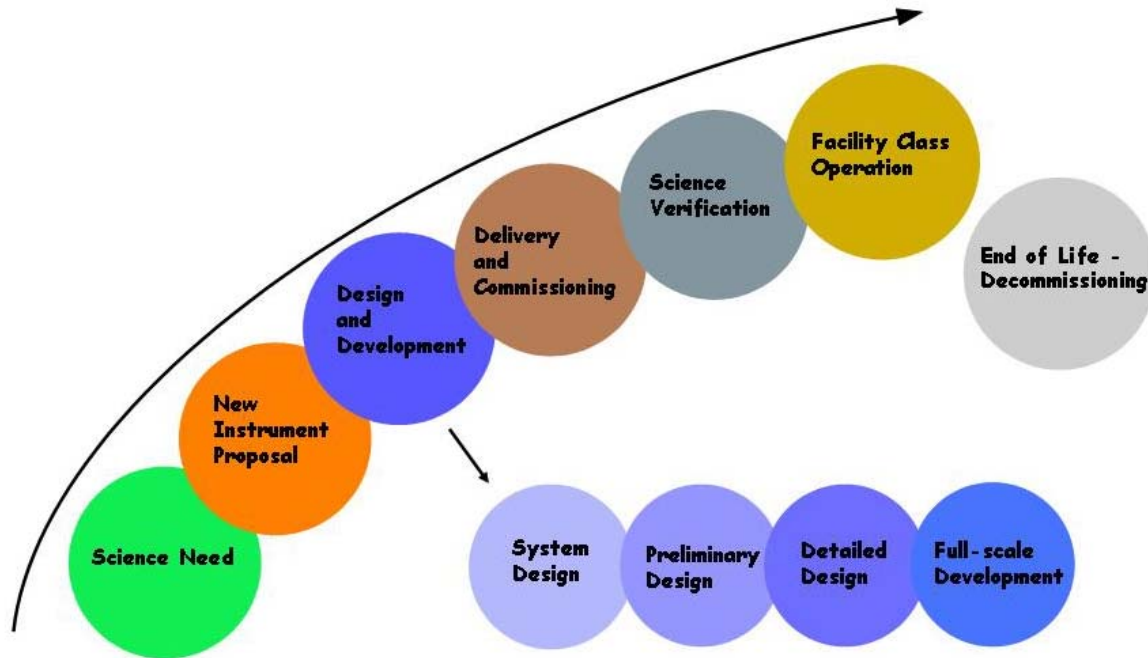 Science Need
New
Instrument
Proposal
Design
and
Development
Delivery
and
Commissioning
Science
Verification
Facility Class
Operation
End of Life -
Decommissioning
System
Design
Preliminary
Design
Detailed
Design
Full-scale
Development